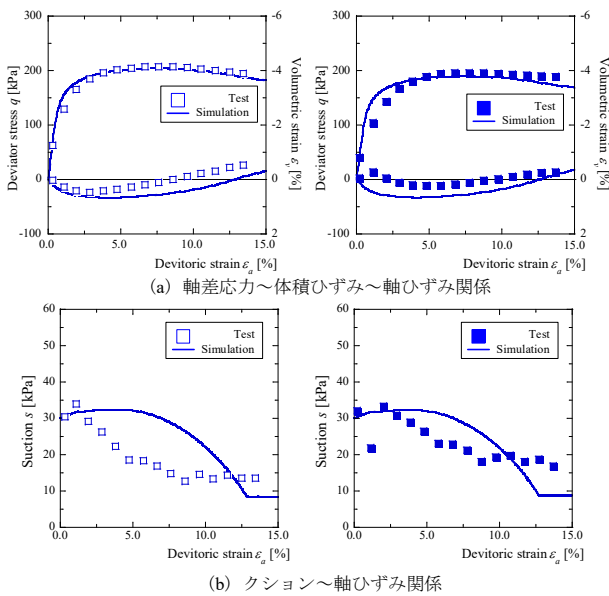 300
200
100
0
-100
Deviator stress q [kPa]
-6
-4
-2
0
2
Volumetric strain ε_v [%]
Test
Simulation
0.0 5.0 10.0 15.0
Devitoric strain ε_a [%]
300
200
100
0
-100
Deviator stress q [kPa]
-6
-4
-2
0
2
Volumetric strain ε_v [%]
Test
Simulation
0.0 5.0 10.0 15.0
Devitoric strain ε_a [%]
(a) 軸差応力～体積ひずみ～軸ひずみ関係
60
50
40
30
20
10
0
Suction s [kPa]
Test
Simulation
0.0 5.0 10.0 15.0
Devitoric strain ε_a [%]
60
50
40
30
20
10
0
Suction s [kPa]
Test
Simulation
0.0 5.0 10.0 15.0
Devitoric strain ε_a [%]
(b) クション～軸ひずみ関係